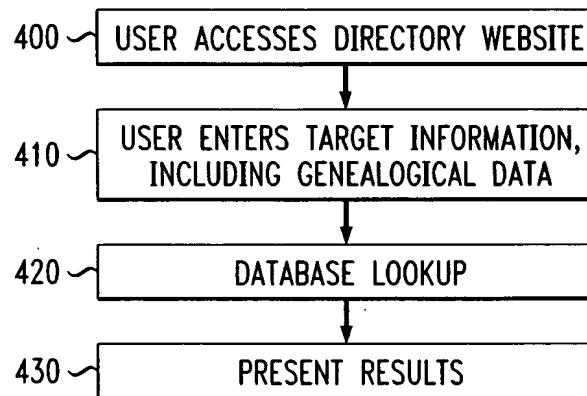 400 USER ACCESSES DIRECTORY WEBSITE
410 USER ENTERS TARGET INFORMATION,
INCLUDING GENEALOGICAL DATA
420 DATABASE LOOKUP
430 PRESENT RESULTS